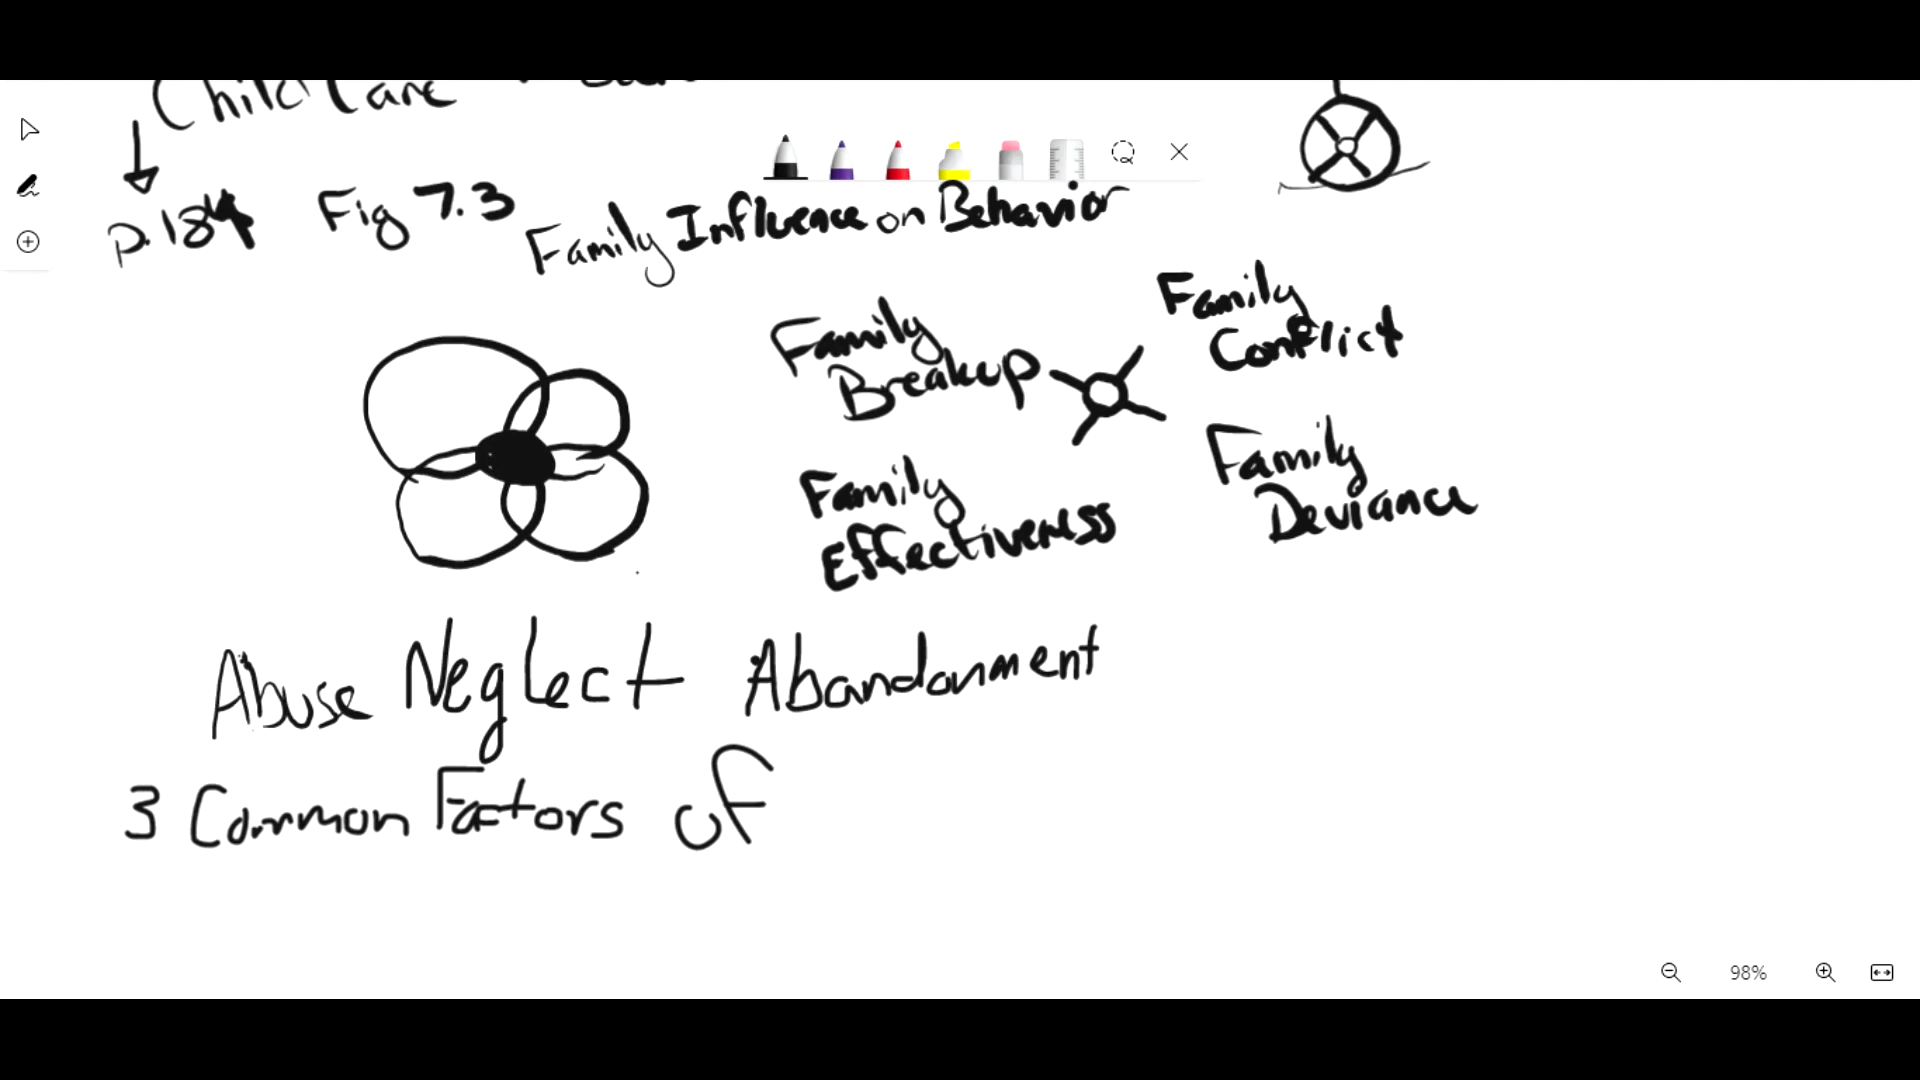 Child Care
p.184 Fig 7.3 Family Influence on Behavior
Family Breakup
Family Conflict
Family Effectiveness
Family Deviance
Abuse Neglect Abandonment
3 Common Factors of
98%